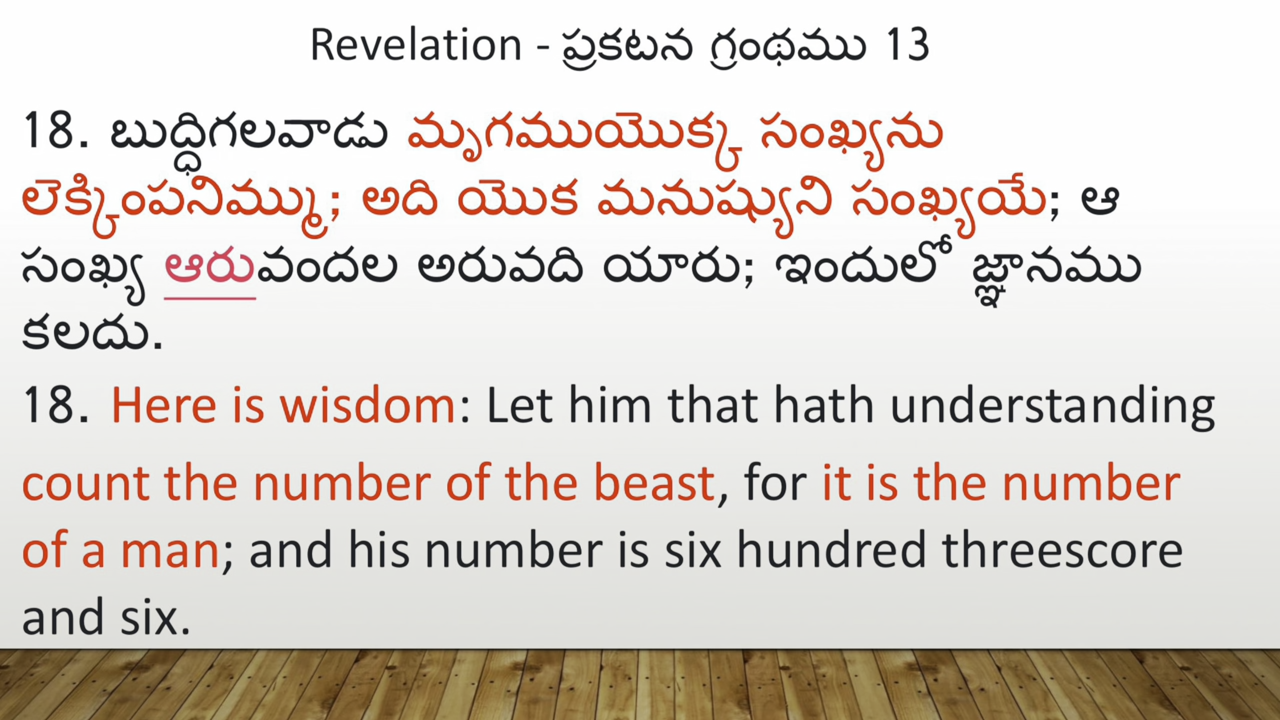 Revelation - ప్రకటన గ్రంథము 13
18. బుద్ధిగలవాడు మృగముయొక్క సంఖ్యను
లెక్కింపనిమ్ము; అది యొక మనుష్యుని సంఖ్యయే; ఆ
సంఖ్య ఆరువందల అరువది యారు; ఇందులో జ్ఞానము
కలదు.
18. Here is wisdom: Let him that hath understanding
count the number of the beast, for it is the number
of a man; and his number is six hundred threescore
and six.